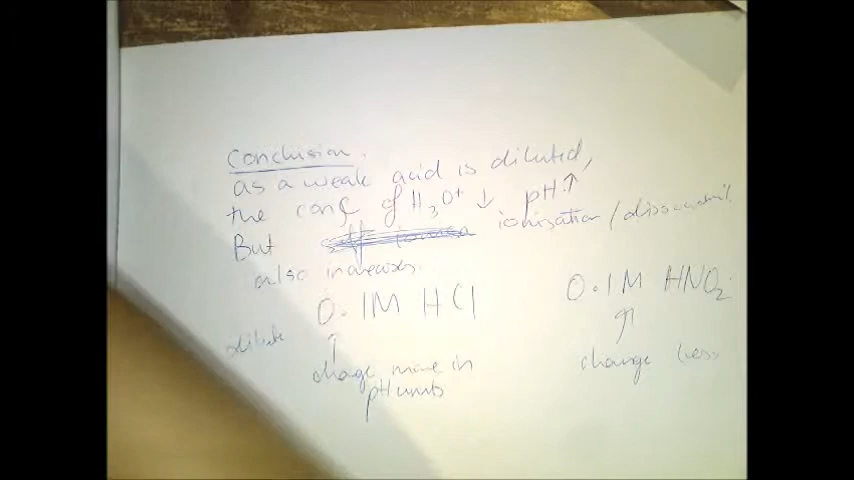 Conclusion.
as a weak acid is diluted,
the conc of H3O+ ↓ pH ↑
But ionisation /
also increases.
0.1M HCl 0.1M HNO2
dilute
change more in change less
pH units